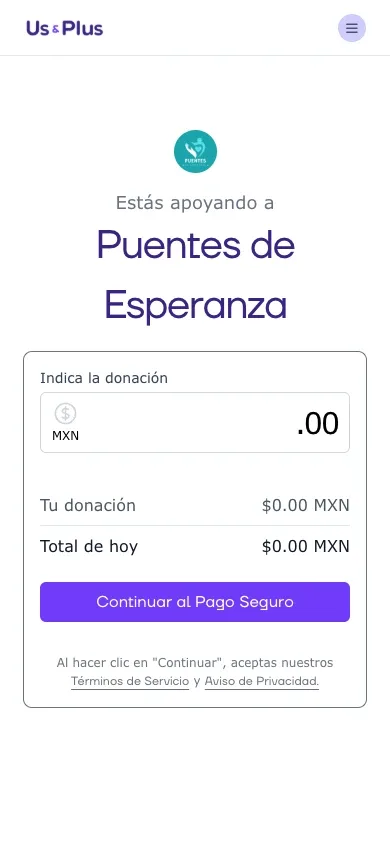 Us & Plus
PUENTES
Estás apoyando a
Puentes de
Esperanza
Indica la donación
$
MXN
.00
Tu donación $0.00 MXN
Total de hoy $0.00 MXN
Continuar al Pago Seguro
Al hacer clic en "Continuar", aceptas nuestros
Términos de Servicio y Aviso de Privacidad.